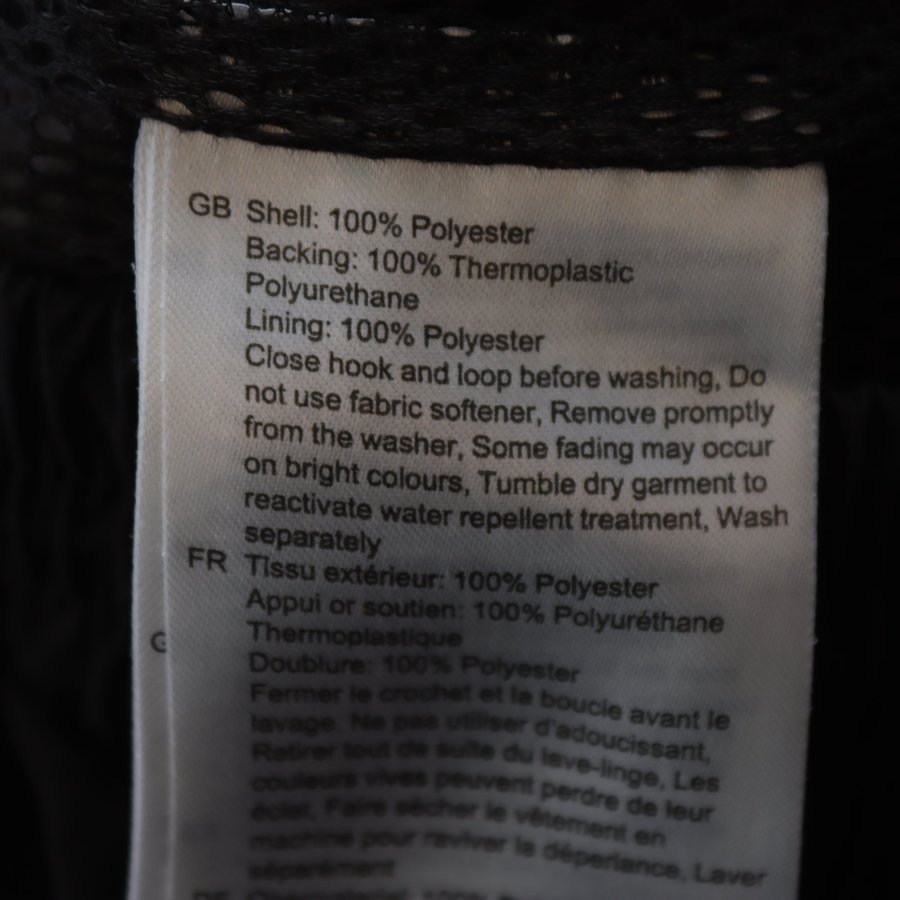 GB Shell: 100% Polyester
Backing: 100% Thermoplastic
Polyurethane
Lining: 100% Polyester
Close hook and loop before washing, Do
not use fabric softener, Remove promptly
from the washer, Some fading may occur
on bright colours, Tumble dry garment to
reactivate water repellent treatment, Wash
separately
FR Tissu extérieur: 100% Polyester
Appui or soutien: 100% Polyuréthane
Thermoplastique
Doublure: 100% Polyester
Fermer le crochet et la boucle avant le
lavage, Ne pas utiliser d'adoucissant,
Retirer tout de suite du lave-linge, Les
couleurs vives peuvent perdre de leur
éclat, Faire sécher le vêtement en
machine pour raviver la déperlance, Laver
séparément